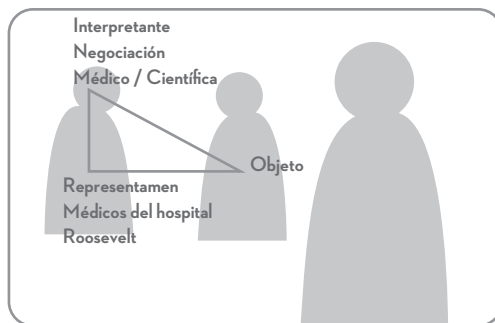 Interpretante
Negociación
Médico / Científica
Objeto
Representamen
Médicos del hospital
Roosevelt